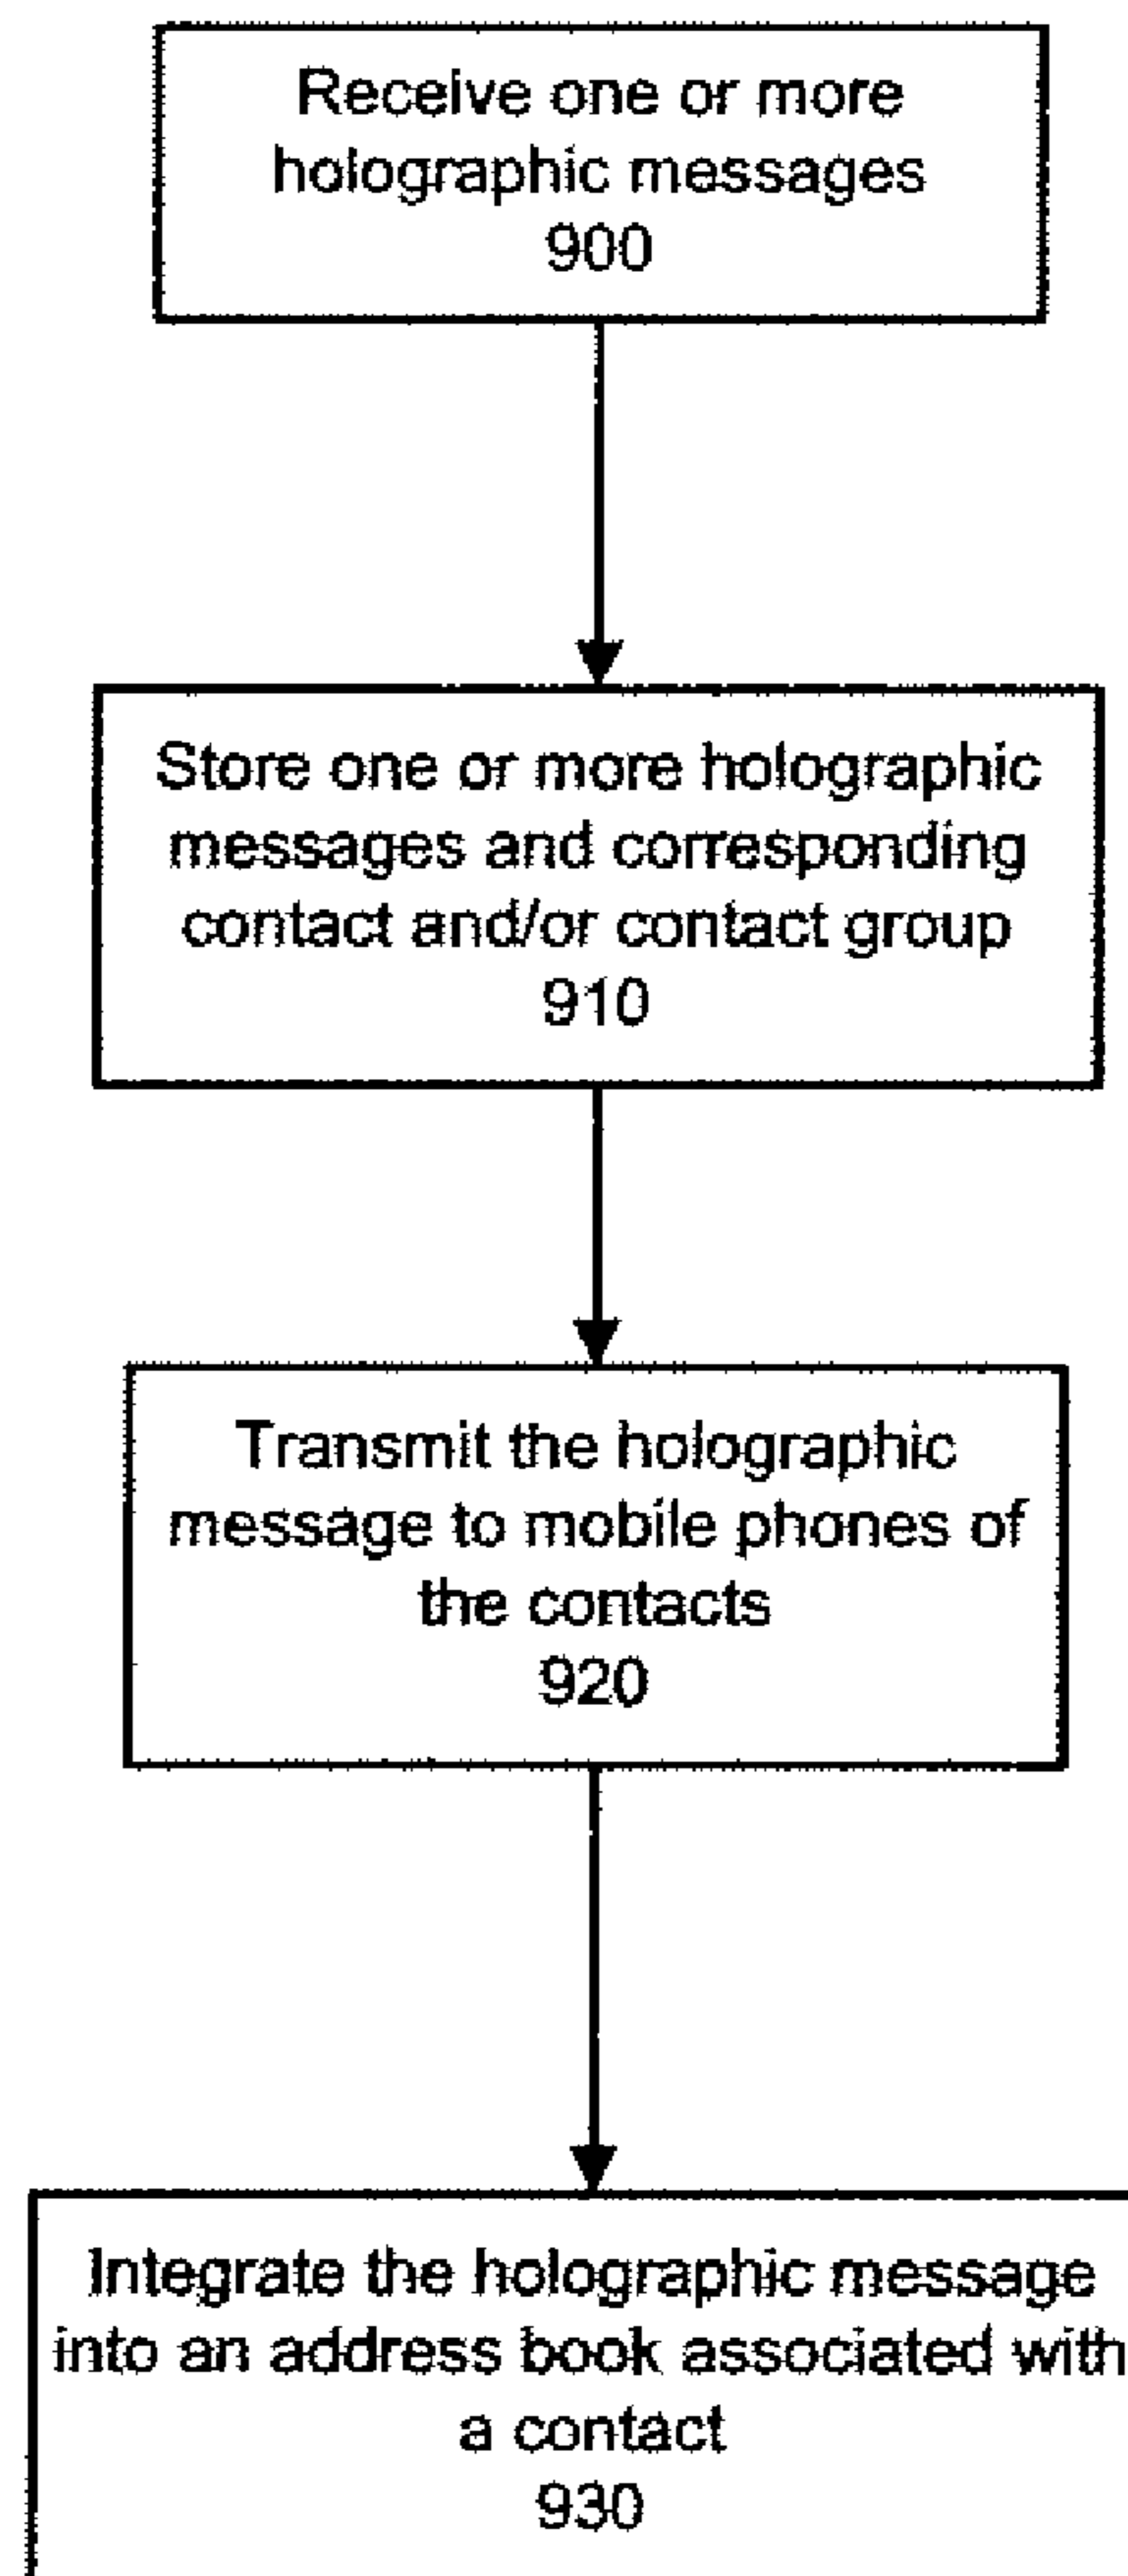 Receive one or more
holographic messages
900
Store one or more holographic
messages and corresponding
contact and/or contact group
910
Transmit the holographic
message to mobile phones of
the contacts
920
Integrate the holographic message
into an address book associated with
a contact
930